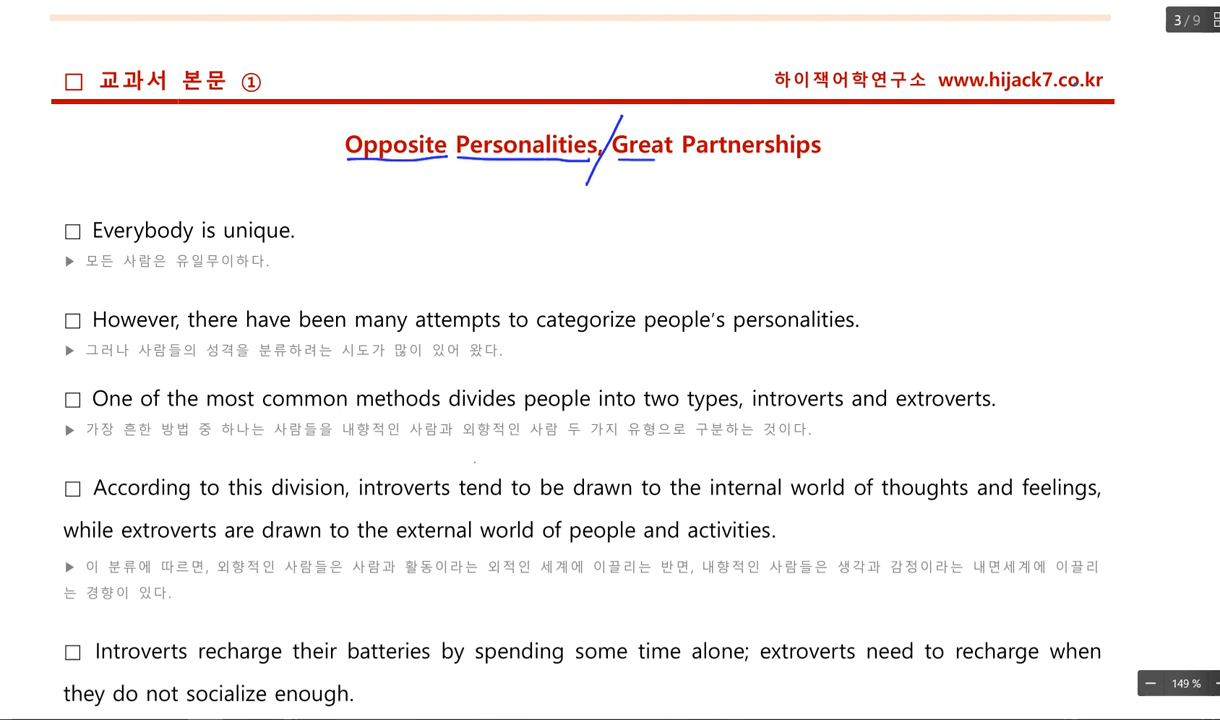 3 / 9
□ 교과서 본문 ①
하이잭어학연구소 www.hijack7.co.kr
Opposite Personalities, Great Partnerships
□ Everybody is unique.
▶ 모든 사람은 유일무이하다.
□ However, there have been many attempts to categorize people's personalities.
▶ 그러나 사람들의 성격을 분류하려는 시도가 많이 있어 왔다.
□ One of the most common methods divides people into two types, introverts and extroverts.
▶ 가장 흔한 방법 중 하나는 사람들을 내향적인 사람과 외향적인 사람 두 가지 유형으로 구분하는 것이다.
□ According to this division, introverts tend to be drawn to the internal world of thoughts and feelings,
while extroverts are drawn to the external world of people and activities.
▶ 이 분류에 따르면, 외향적인 사람들은 사람과 활동이라는 외적인 세계에 이끌리는 반면, 내향적인 사람들은 생각과 감정이라는 내면세계에 이끌리
는 경향이 있다.
□ Introverts recharge their batteries by spending some time alone; extroverts need to recharge when
they do not socialize enough.
149 %